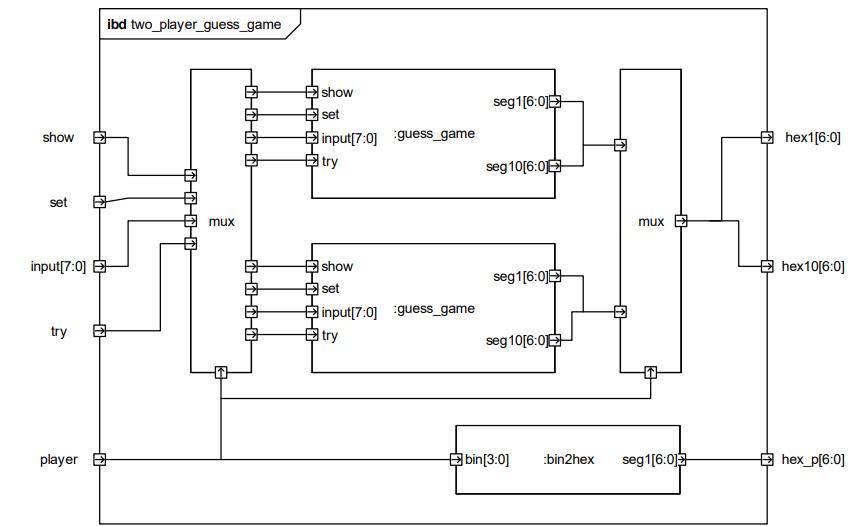 ibd two_player_guess_game
show
set
input[7:0]
try
player
mux
show
set
input[7:0]
try
:guess_game
seg1[6:0]
seg10[6:0]
show
set
input[7:0]
try
:guess_game
seg1[6:0]
seg10[6:0]
mux
bin[3:0]
:bin2hex
seg1[6:0]
hex1[6:0]
hex10[6:0]
hex_p[6:0]